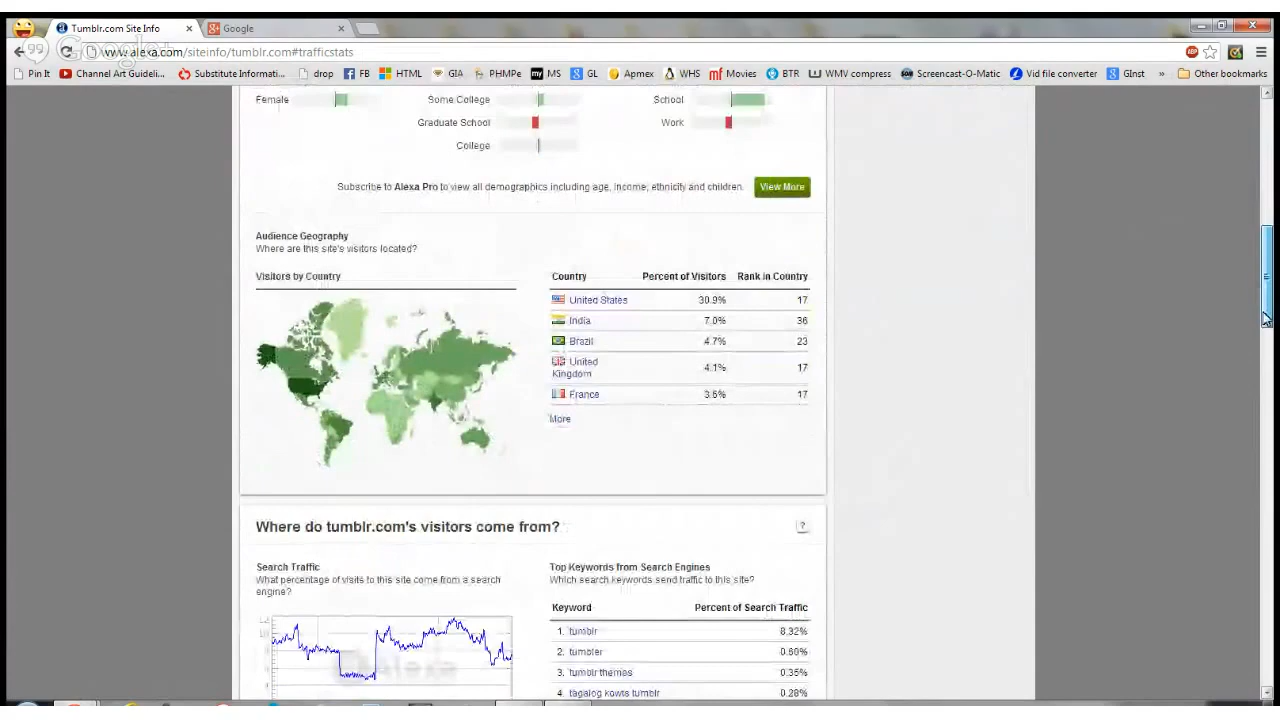 Tumblr.com Site Info
Google
www.alexa.com/siteinfo/tumblr.com#trafficstats
Google+
Pin It Channel Art Guideli... Substitute Informati... drop FB HTML GIA PHMPe MS GL Apmex WHS Movies BTR WMV compress Screencast-O-Matic Vid file converter GInst » Other bookmarks
Female Some College School
Graduate School Work
College
Subscribe to Alexa Pro to view all demographics including age, income, ethnicity and children. View More
Audience Geography
Where are this site's visitors located?
Visitors by Country
Country Percent of Visitors Rank in Country
United States 30.9% 17
India 7.0% 36
Brazil 4.7% 23
United
Kingdom 4.1% 17
France 3.6% 17
More
Where do tumblr.com's visitors come from? ?
Search Traffic
What percentage of visits to this site come from a search
engine?
Top Keywords from Search Engines
Which search keywords send traffic to this site?
Keyword Percent of Search Traffic
1. tumblr 8.32%
2. tumbler 0.60%
3. tumblr themes 0.35%
4. tagalog kowts tumblr 0.28%